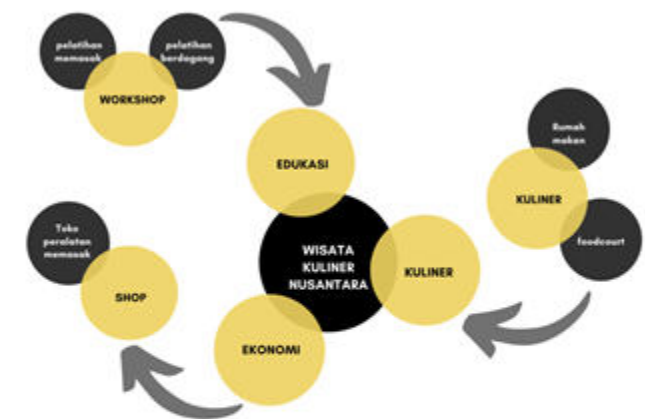 pelatihan
memasak
pelatihan
berdagang
WORKSHOP
EDUKASI
Rumah
makan
KULINER
foodcourt
Toko
peralatan
memasak
SHOP
WISATA
KULINER
NUSANTARA
KULINER
EKONOMI